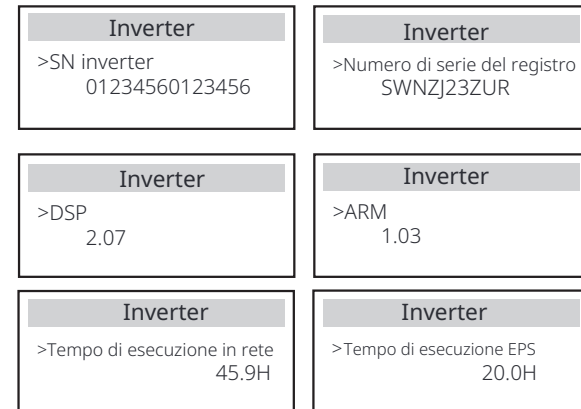 Inverter
>SN inverter
01234560123456
Inverter
>Numero di serie del registro
SWNZJ23ZUR
Inverter
>DSP
2.07
Inverter
>ARM
1.03
Inverter
>Tempo di esecuzione in rete
45.9H
Inverter
>Tempo di esecuzione EPS
20.0H